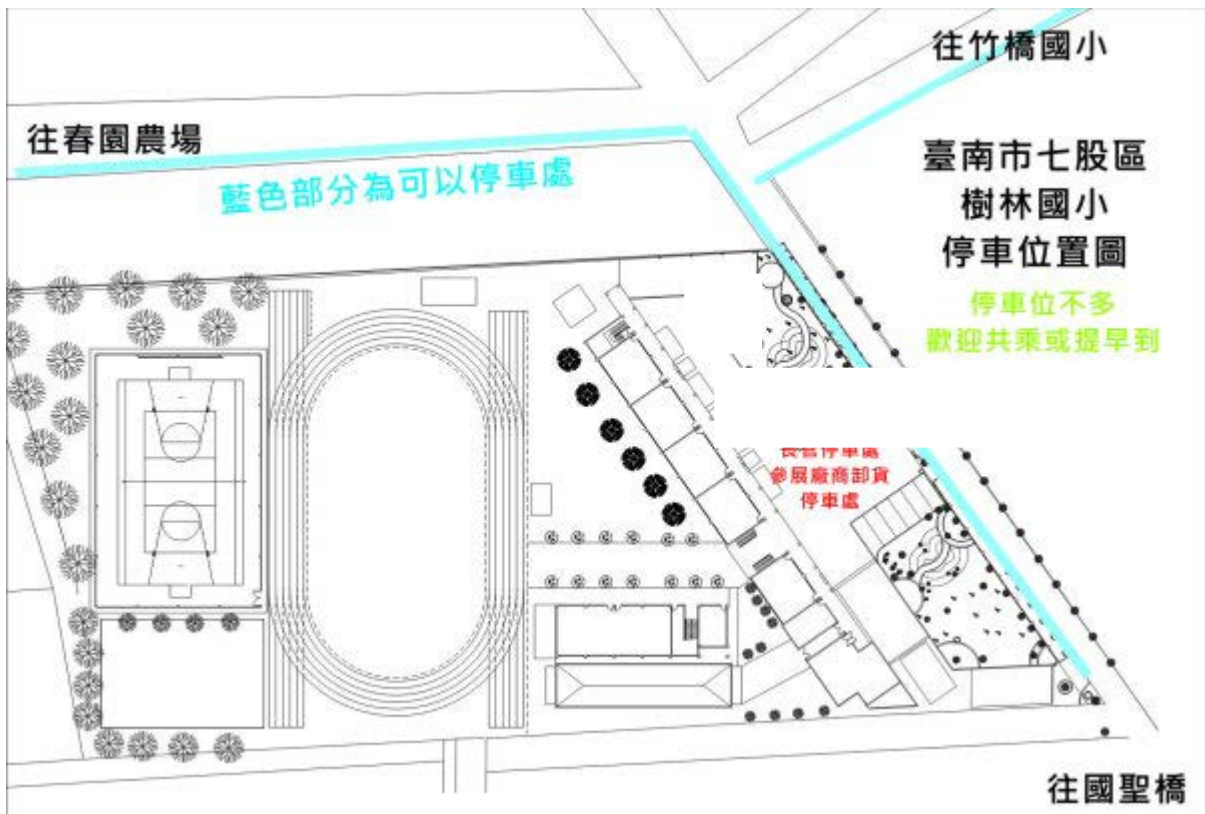 往竹橋國小
往春園農場
藍色部分為可以停車處
臺南市七股區
樹林國小
停車位置圖
停車位不多
歡迎共乘或提早到
停車處
參展廠商卸貨
停車處
往國聖橋